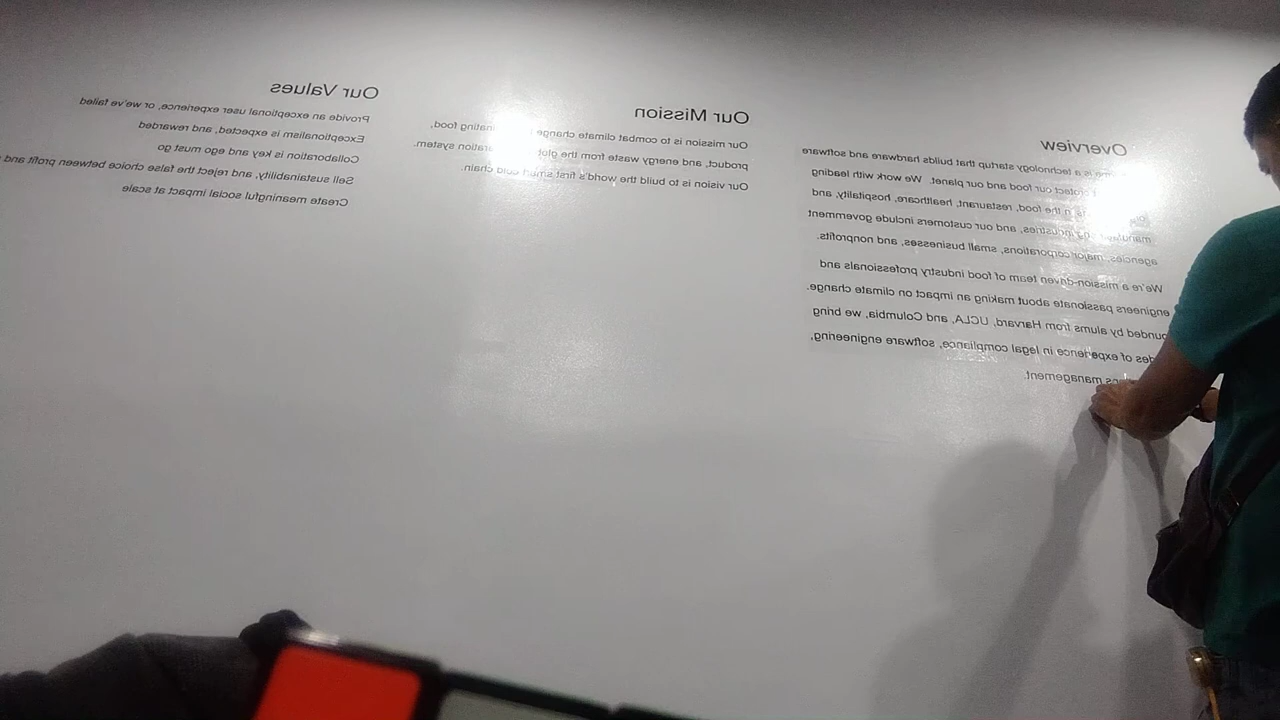 Overview
is a technology startup that builds hardware and software
protect our food and our planet. We work with leading
in the food, restaurant, healthcare, hospitality, and
industries, and our customers include government
agencies, major corporations, small businesses, and nonprofits.
We're a mission-driven team of food industry professionals and
engineers passionate about making an impact on climate change.
by alums from Harvard, UCLA, and Columbia, we bring
of experience in legal compliance, software engineering,
management.
Our Mission
Our mission is to combat climate change food,
product, and energy waste from the system.
Our vision is to build the world's first smart cold chain.
Our Values
Provide an exceptional user experience, or we've failed
Exceptionalism is expected, and rewarded
Collaboration is key and ego must go
Sell sustainability, and reject the false choice between profit and
Create meaningful social impact at scale